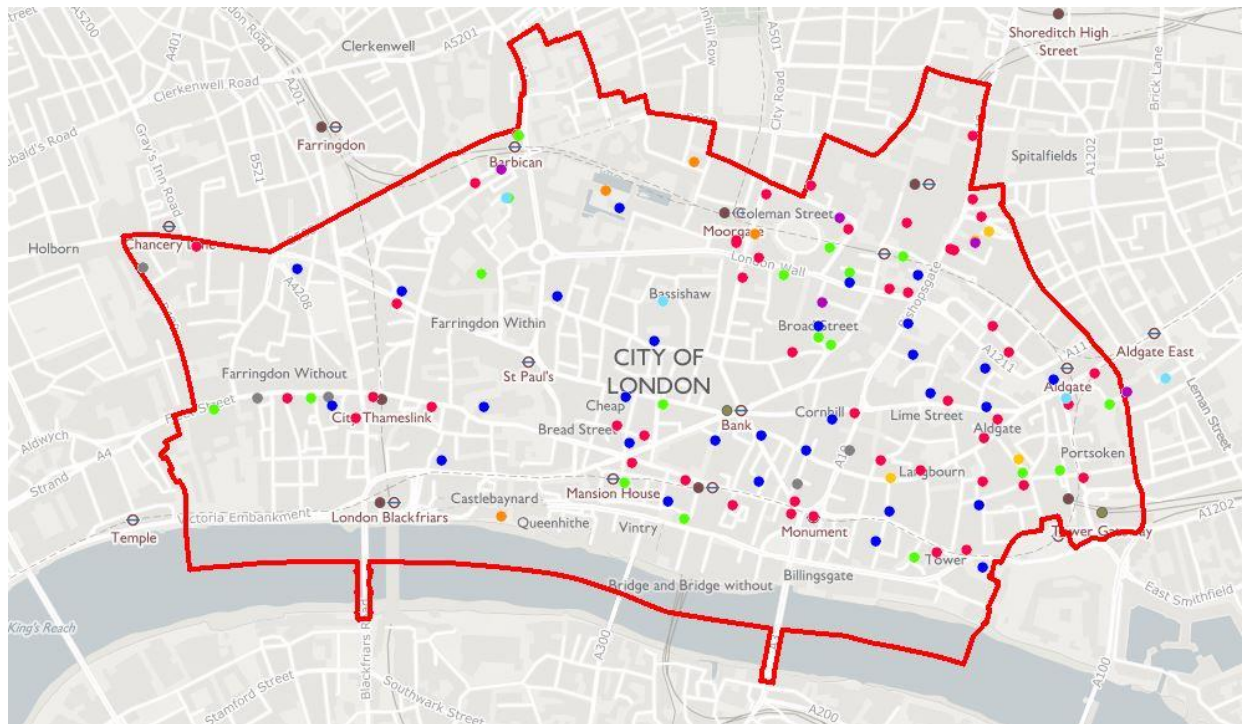 A5200
Clerkenwell
A5201
A501
Shoreditch High
Street
A401
Clerkenwell Road
A201
City Road
Brick Lane
Gray's Inn Road
Farringdon
B521
Barbican
Spitalfields
A1202
B134
Holborn
Chancery Lane
Coleman Street
Moorgate
London Wall
A4208
Bassishaw
Bishopsgate
Farringdon Within
Broad Street
CITY OF
LONDON
A1211
A11
Aldgate East
St Paul's
Aldgate
Farringdon Without
Leman Street
Street
City Thameslink
Cheap
Cornhill
Lime Street
Bank
Bread Street
Aldgate
Aldwych
A4
Portsoken
Strand
Langbourn
Mansion House
Castlebaynard
London Blackfriars
Victoria Embankment
Queenhithe
Vintry
Monument
Temple
Tower
Tower Gateway
A1202
Billingsgate
Bridge and Bridge without
East Smithfield
King's Reach
A300
A100
Stamford Street
Southwark Street
A200